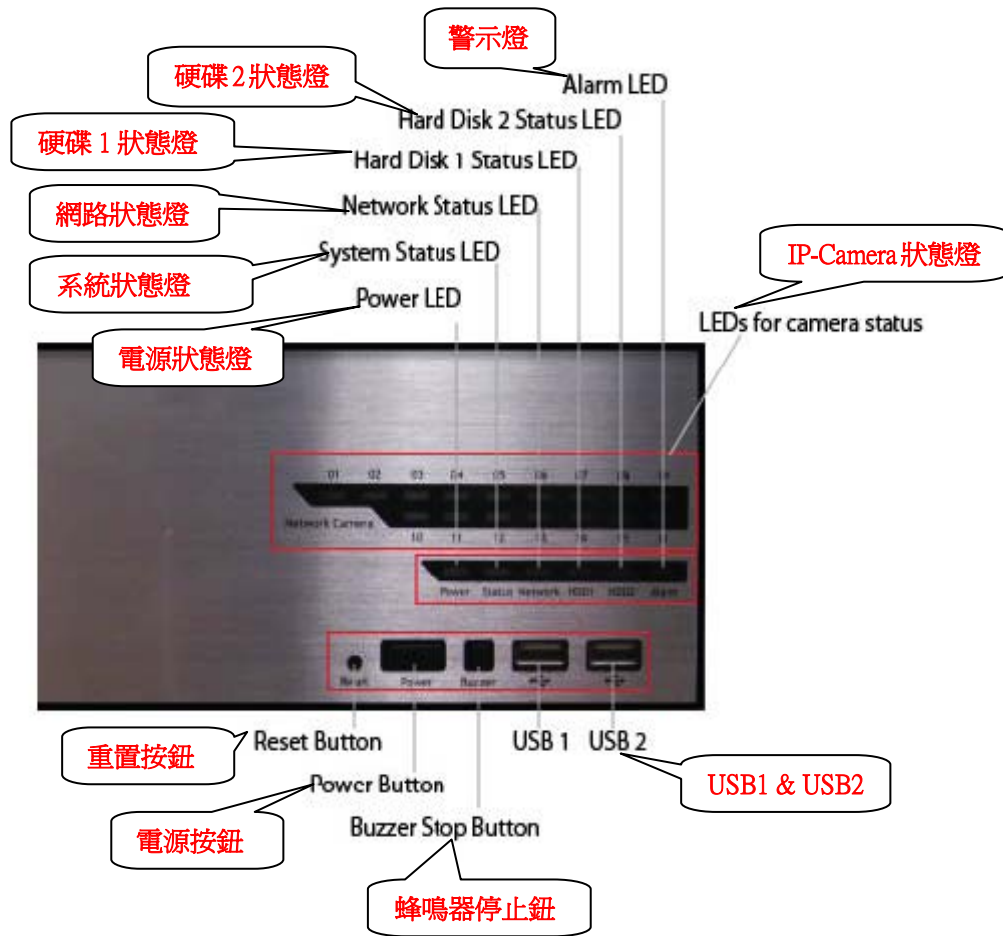 警示燈
Alarm LED
硬碟 2 狀態燈
Hard Disk 2 Status LED
硬碟 1 狀態燈
Hard Disk 1 Status LED
網路狀態燈
Network Status LED
System Status LED
系統狀態燈
IP-Camera 狀態燈
Power LED
LEDs for camera status
電源狀態燈
01 02 03 04 05 06 07 08
Network Camera
10 11 12 13
Power Status Network HDD1 HDD2 Alarm
Reset Power Buzzer
Reset Button
USB 1 USB 2
重置按鈕
Power Button
USB1 & USB2
電源按鈕
Buzzer Stop Button
蜂鳴器停止鈕